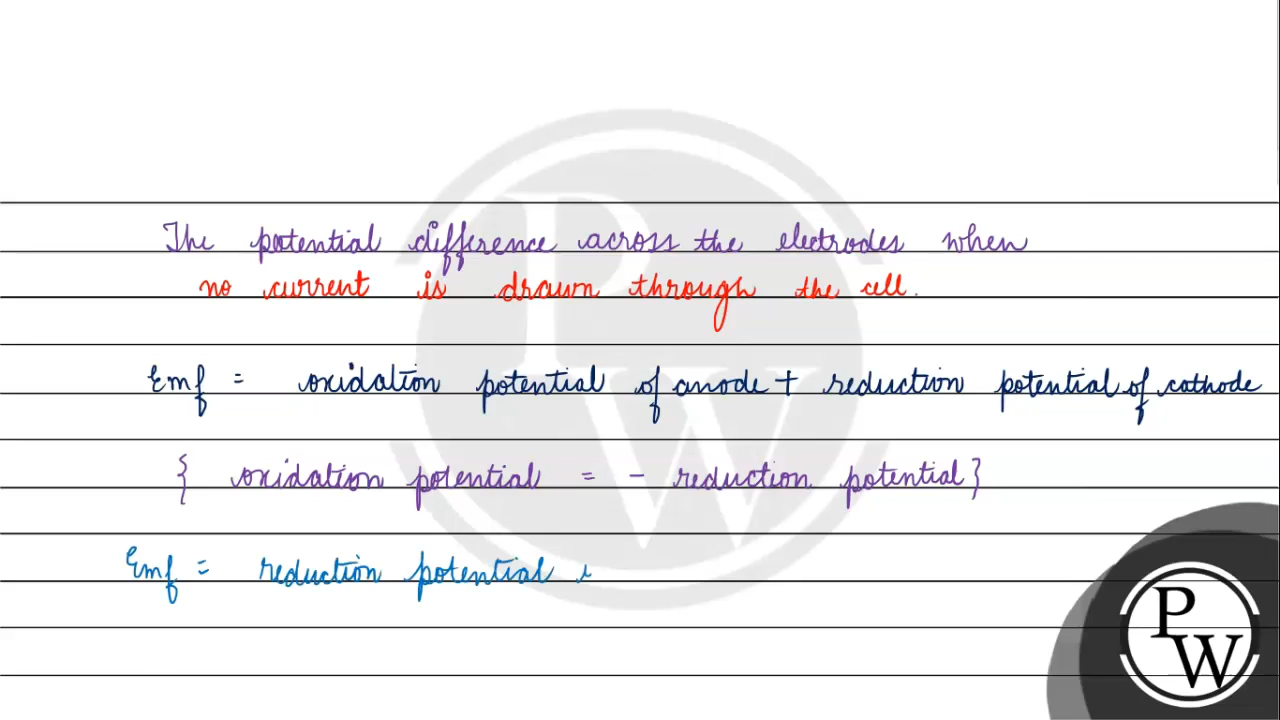 The potential difference across the electrodes when
no current is drawn through the cell.
Emf = oxidation potential of anode + reduction potential of cathode
{ oxidation potential = - reduction potential}
Emf = reduction potential
P
W
P
W